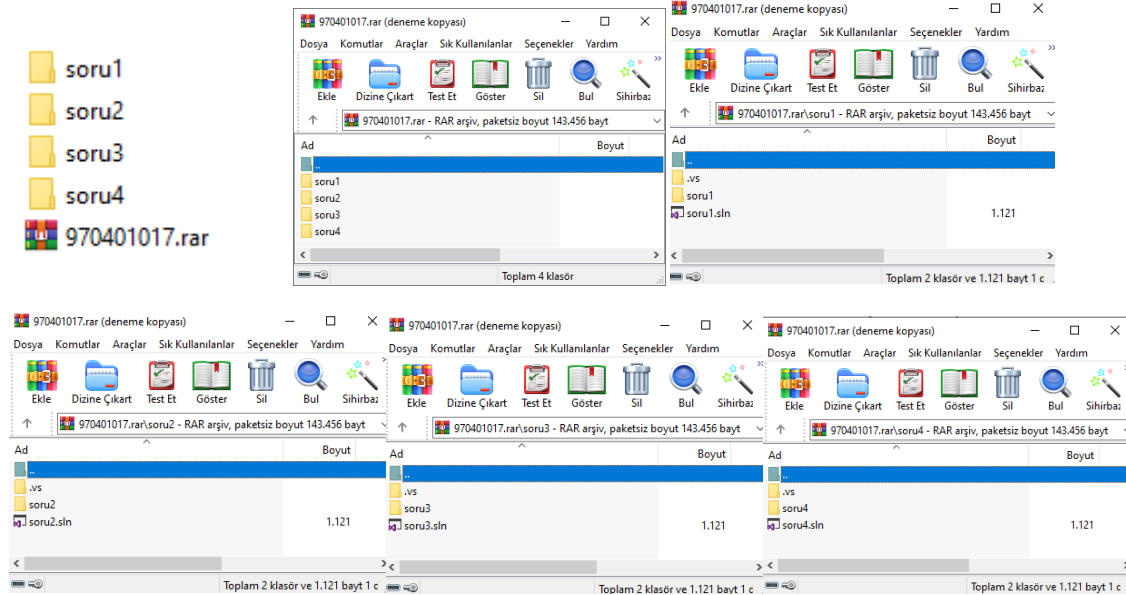 soru1
soru2
soru3
soru4
970401017.rar
970401017.rar (deneme kopyası)
Dosya Komutlar Araçlar Sık Kullanılanlar Seçenekler Yardım
Ekle Dizine Çıkart Test Et Göster Sil Bul Sihirbaz
970401017.rar - RAR arşiv, paketsiz boyut 143.456 bayt
Ad Boyut
..
soru1
soru2
soru3
soru4
Toplam 4 klasör
970401017.rar (deneme kopyası)
Dosya Komutlar Araçlar Sık Kullanılanlar Seçenekler Yardım
Ekle Dizine Çıkart Test Et Göster Sil Bul Sihirbaz
970401017.rar\soru1 - RAR arşiv, paketsiz boyut 143.456 bayt
Ad Boyut
..
.vs
soru1
soru1.sln 1.121
Toplam 2 klasör ve 1.121 bayt 1 c
970401017.rar (deneme kopyası)
Dosya Komutlar Araçlar Sık Kullanılanlar Seçenekler Yardım
Ekle Dizine Çıkart Test Et Göster Sil Bul Sihirbaz
970401017.rar\soru2 - RAR arşiv, paketsiz boyut 143.456 bayt
Ad Boyut
..
.vs
soru2
soru2.sln 1.121
Toplam 2 klasör ve 1.121 bayt 1 c
970401017.rar (deneme kopyası)
Dosya Komutlar Araçlar Sık Kullanılanlar Seçenekler Yardım
Ekle Dizine Çıkart Test Et Göster Sil Bul Sihirbaz
970401017.rar\soru3 - RAR arşiv, paketsiz boyut 143.456 bayt
Ad Boyut
..
.vs
soru3
soru3.sln 1.121
Toplam 2 klasör ve 1.121 bayt 1 c
970401017.rar (deneme kopyası)
Dosya Komutlar Araçlar Sık Kullanılanlar Seçenekler Yardım
Ekle Dizine Çıkart Test Et Göster Sil Bul Sihirbaz
970401017.rar\soru4 - RAR arşiv, paketsiz boyut 143.456 bayt
Ad Boyut
..
.vs
soru4
soru4.sln 1.121
Toplam 2 klasör ve 1.121 bayt 1 c